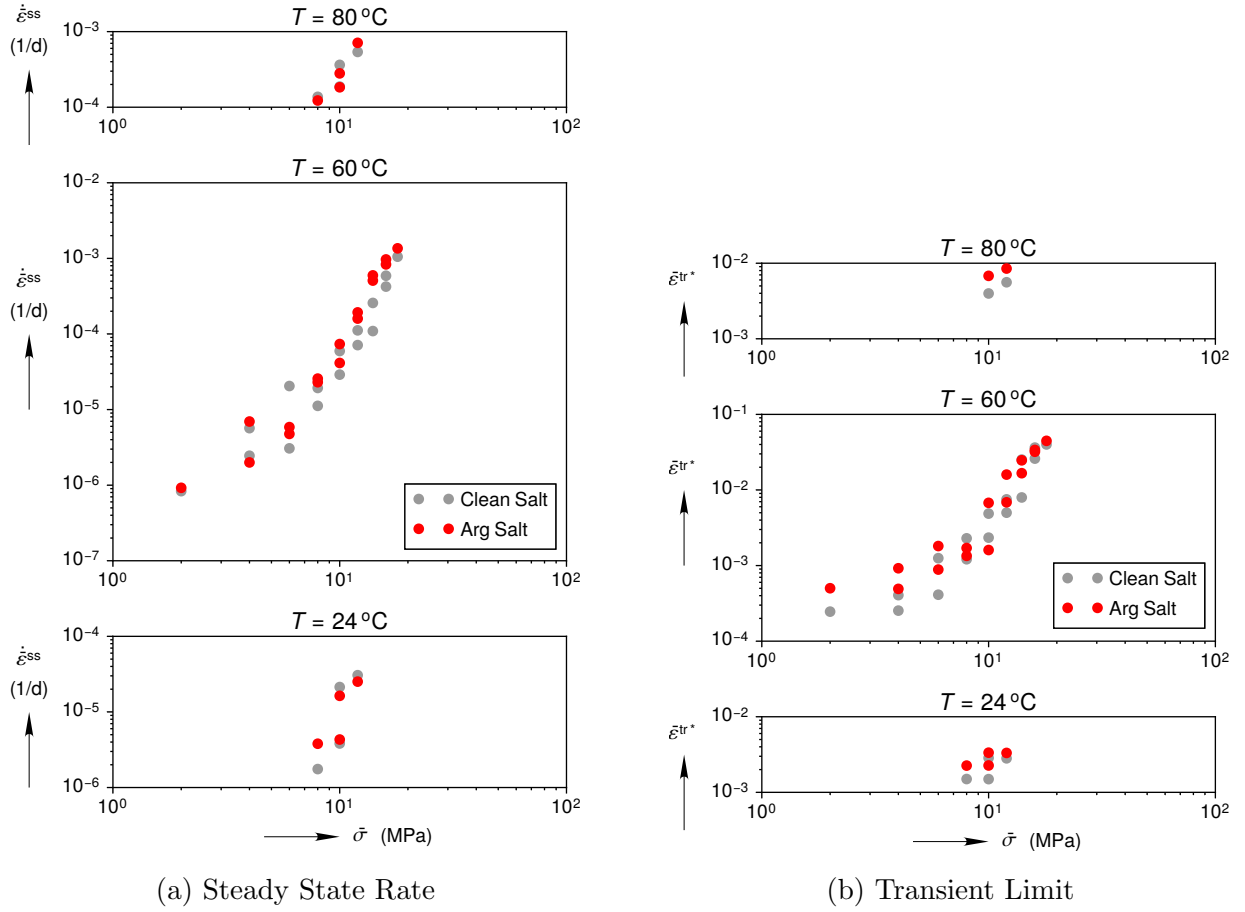 T = 80 °C
ε̇̄ss
(1/d)
10⁻³
10⁻⁴
10⁰ 10¹ 10²
T = 60 °C
ε̇̄ss
(1/d)
10⁻²
10⁻³
10⁻⁴
10⁻⁵
10⁻⁶
10⁻⁷
Clean Salt
Arg Salt
10⁰ 10¹ 10²
T = 24 °C
ε̇̄ss
(1/d)
10⁻⁴
10⁻⁵
10⁻⁶
10⁰ 10¹ 10²
σ̄ (MPa)
(a) Steady State Rate
T = 80 °C
ε̄tr*
10⁻²
10⁻³
10⁰ 10¹ 10²
T = 60 °C
ε̄tr*
10⁻¹
10⁻²
10⁻³
10⁻⁴
Clean Salt
Arg Salt
10⁰ 10¹ 10²
T = 24 °C
ε̄tr*
10⁻²
10⁻³
10⁰ 10¹ 10²
σ̄ (MPa)
(b) Transient Limit